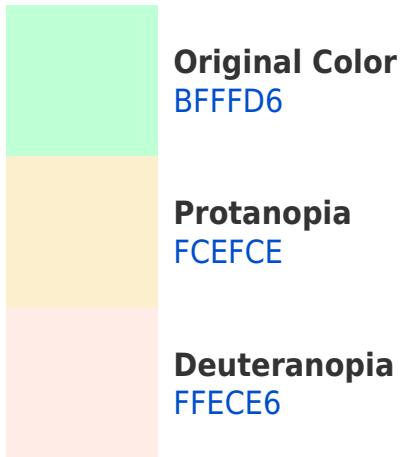 Original Color
BFFFD6
Protanopia
FCEFCE
Deuteranopia
FFECE6